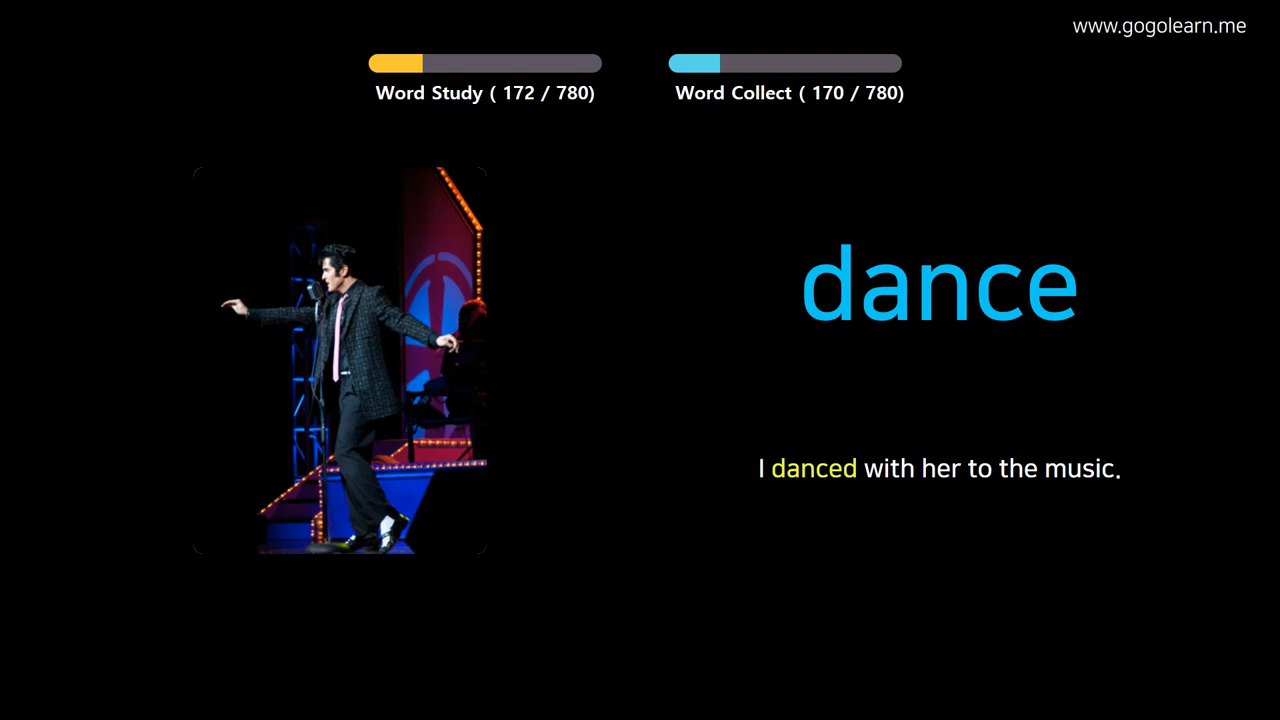 www.gogolearn.me
Word Study ( 172 / 780)
Word Collect ( 170 / 780)
dance
I danced with her to the music.